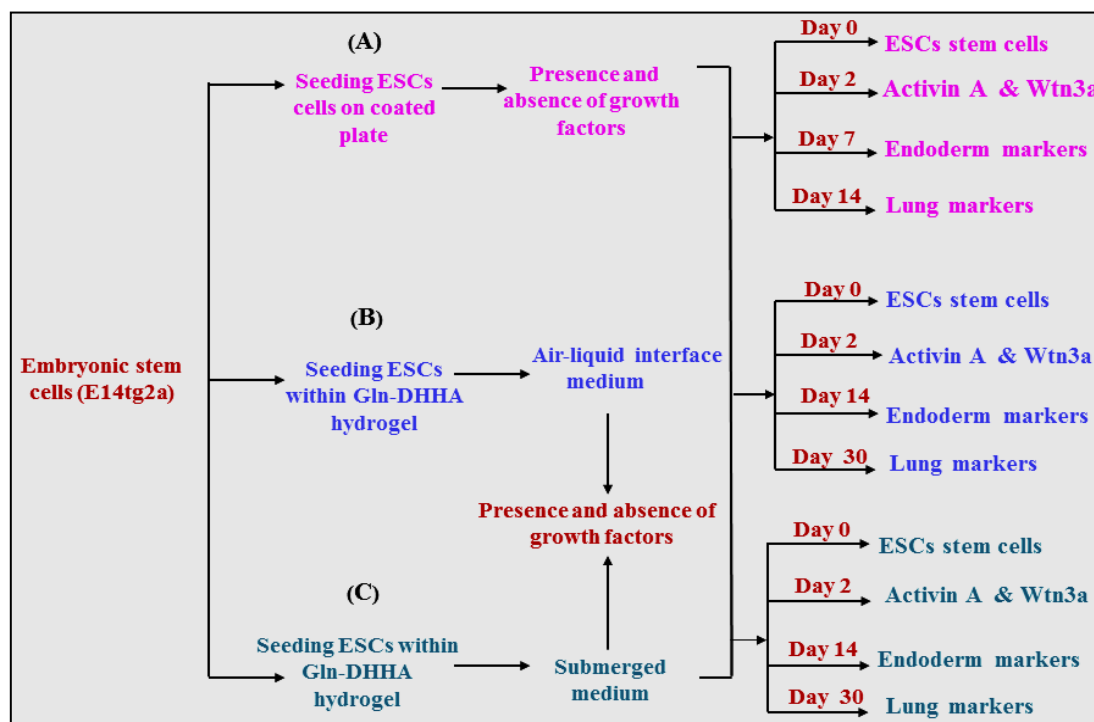 Embryonic stem
cells (E14tg2a)
(A)
Seeding ESCs
cells on coated
plate
Presence and
absence of growth
factors
Day 0
ESCs stem cells
Day 2
Activin A & Wtn3a
Day 7
Endoderm markers
Day 14
Lung markers
(B)
Seeding ESCs
within Gln-DHHA
hydrogel
Air-liquid interface
medium
Day 0
ESCs stem cells
Day 2
Activin A & Wtn3a
Day 14
Endoderm markers
Day 30
Lung markers
Presence and absence of
growth factors
(C)
Seeding ESCs within
Gln-DHHA
hydrogel
Submerged
medium
Day 0
ESCs stem cells
Day 2
Activin A & Wtn3a
Day 14
Endoderm markers
Day 30
Lung markers